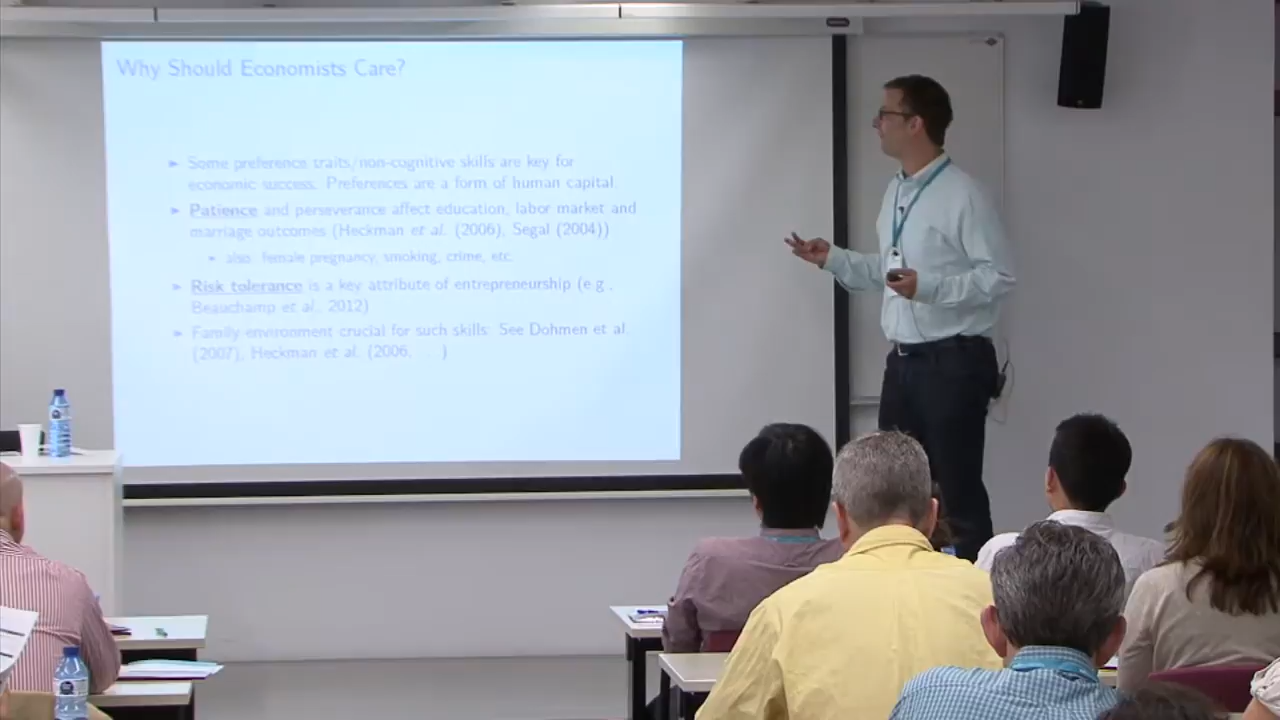 Why Should Economists Care?
► Some preference traits/non-cognitive skills are key for
economic success. Preferences are a form of human capital.
► Patience and perseverance affect education, labor market and
marriage outcomes (Heckman et al. (2006), Segal (2004))
• also: female pregnancy, smoking, crime, etc.
► Risk tolerance is a key attribute of entrepreneurship (e.g.,
Beauchamp et al. 2012)
► Family environment crucial for such skills: See Dohmen et al.
(2007), Heckman et al. (2006, ...)